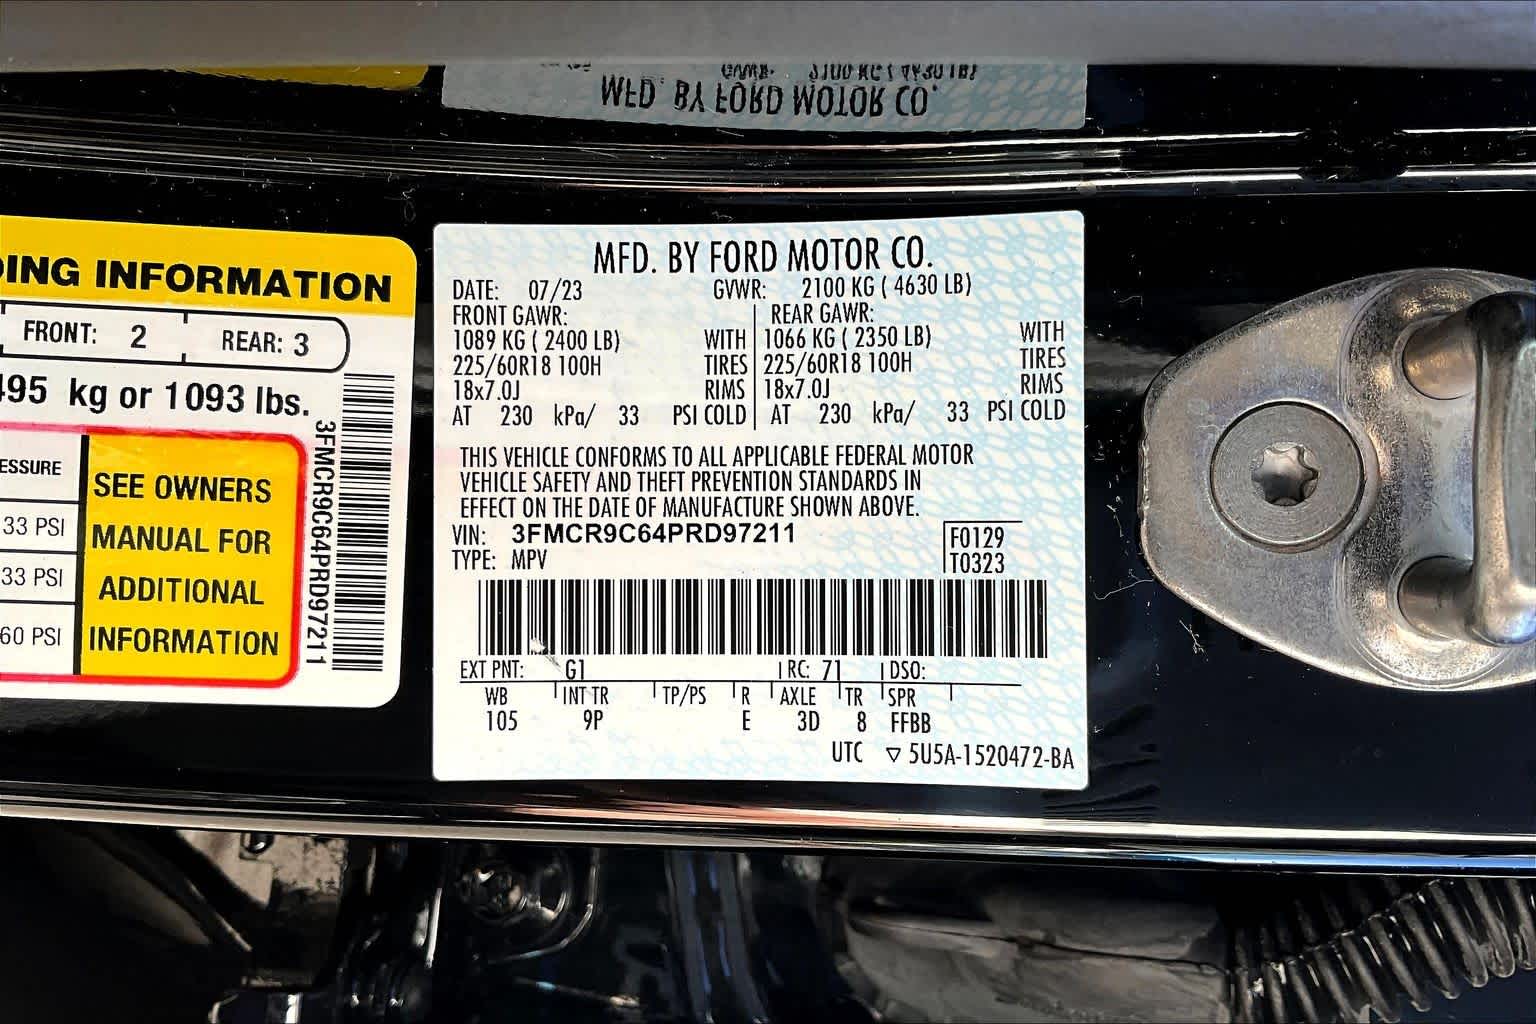 MFD. BY FORD MOTOR CO.
DING INFORMATION
FRONT: 2 REAR: 3
495 kg or 1093 lbs.
ESSURE
33 PSI
33 PSI
60 PSI
SEE OWNERS
MANUAL FOR
ADDITIONAL
INFORMATION
3FMCR9C64PRD97211
MFD. BY FORD MOTOR CO.
DATE: 07/23 GVWR: 2100 KG ( 4630 LB)
FRONT GAWR: REAR GAWR:
1089 KG ( 2400 LB) WITH 1066 KG ( 2350 LB) WITH
225/60R18 100H TIRES 225/60R18 100H TIRES
18x7.0J RIMS 18x7.0J RIMS
AT 230 kPa/ 33 PSI COLD AT 230 kPa/ 33 PSI COLD
THIS VEHICLE CONFORMS TO ALL APPLICABLE FEDERAL MOTOR
VEHICLE SAFETY AND THEFT PREVENTION STANDARDS IN
EFFECT ON THE DATE OF MANUFACTURE SHOWN ABOVE.
VIN: 3FMCR9C64PRD97211 F0129
TYPE: MPV T0323
EXT PNT: G1 RC: 71 DSO:
WB INT TR TP/PS R AXLE TR SPR
105 9P E 3D 8 FFBB
UTC ▽ 5U5A-1520472-BA